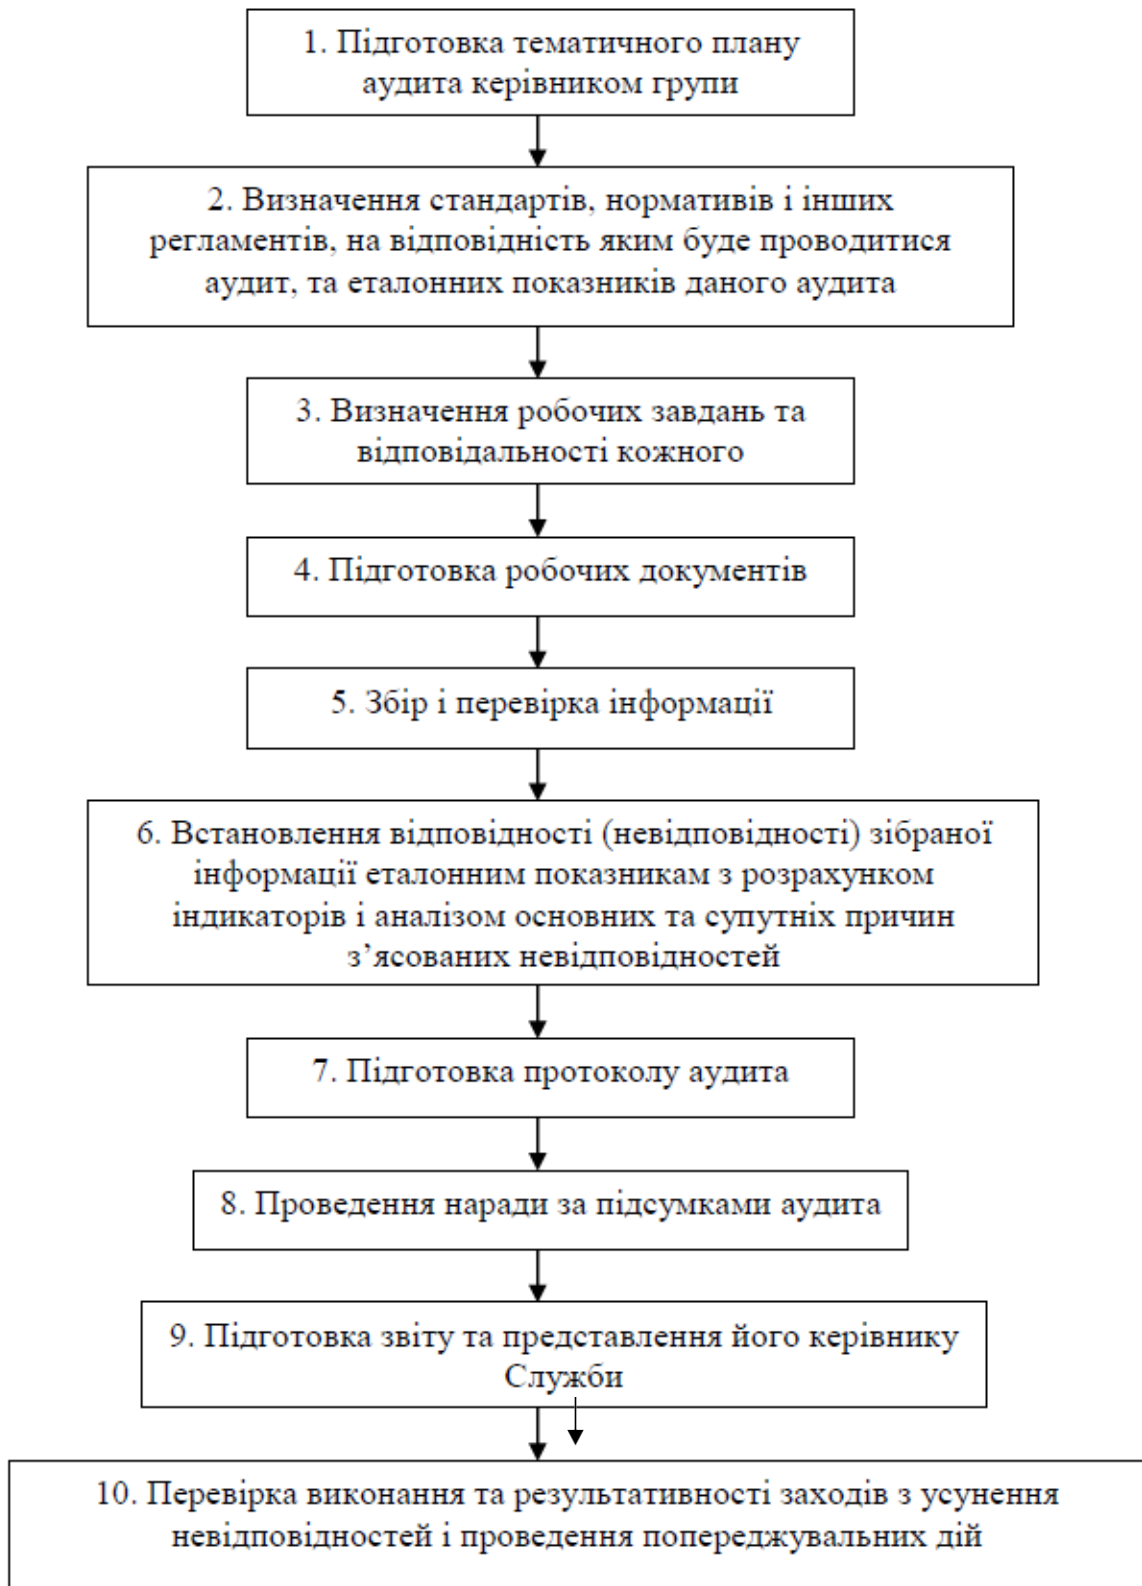 1. Підготовка тематичного плану
аудита керівником групи
2. Визначення стандартів, нормативів і інших
регламентів, на відповідність яким буде проводитися
аудит, та еталонних показників даного аудита
3. Визначення робочих завдань та
відповідальності кожного
4. Підготовка робочих документів
5. Збір і перевірка інформації
6. Встановлення відповідності (невідповідності) зібраної
інформації еталонним показникам з розрахунком
індикаторів і аналізом основних та супутніх причин
з’ясованих невідповідностей
7. Підготовка протоколу аудита
8. Проведення наради за підсумками аудита
9. Підготовка звіту та представлення його керівнику
Служби
10. Перевірка виконання та результативності заходів з усунення
невідповідностей і проведення попереджувальних дій